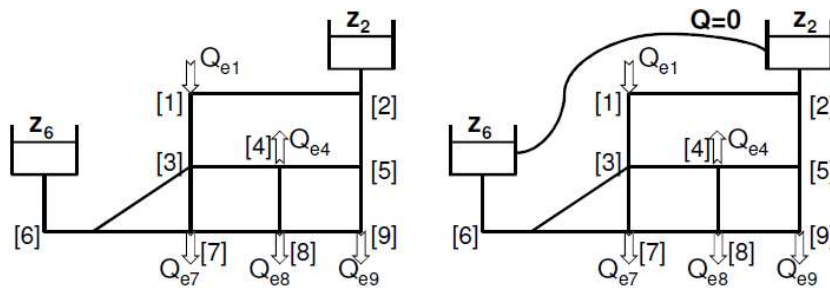 z2
Qe1
[1]
[2]
z6
[4]
Qe4
[3]
[5]
[6]
[7]
[8]
[9]
Qe7
Qe8
Qe9
Q=0
z2
Qe1
[1]
[2]
z6
[4]
Qe4
[3]
[5]
[6]
[7]
[8]
[9]
Qe7
Qe8
Qe9